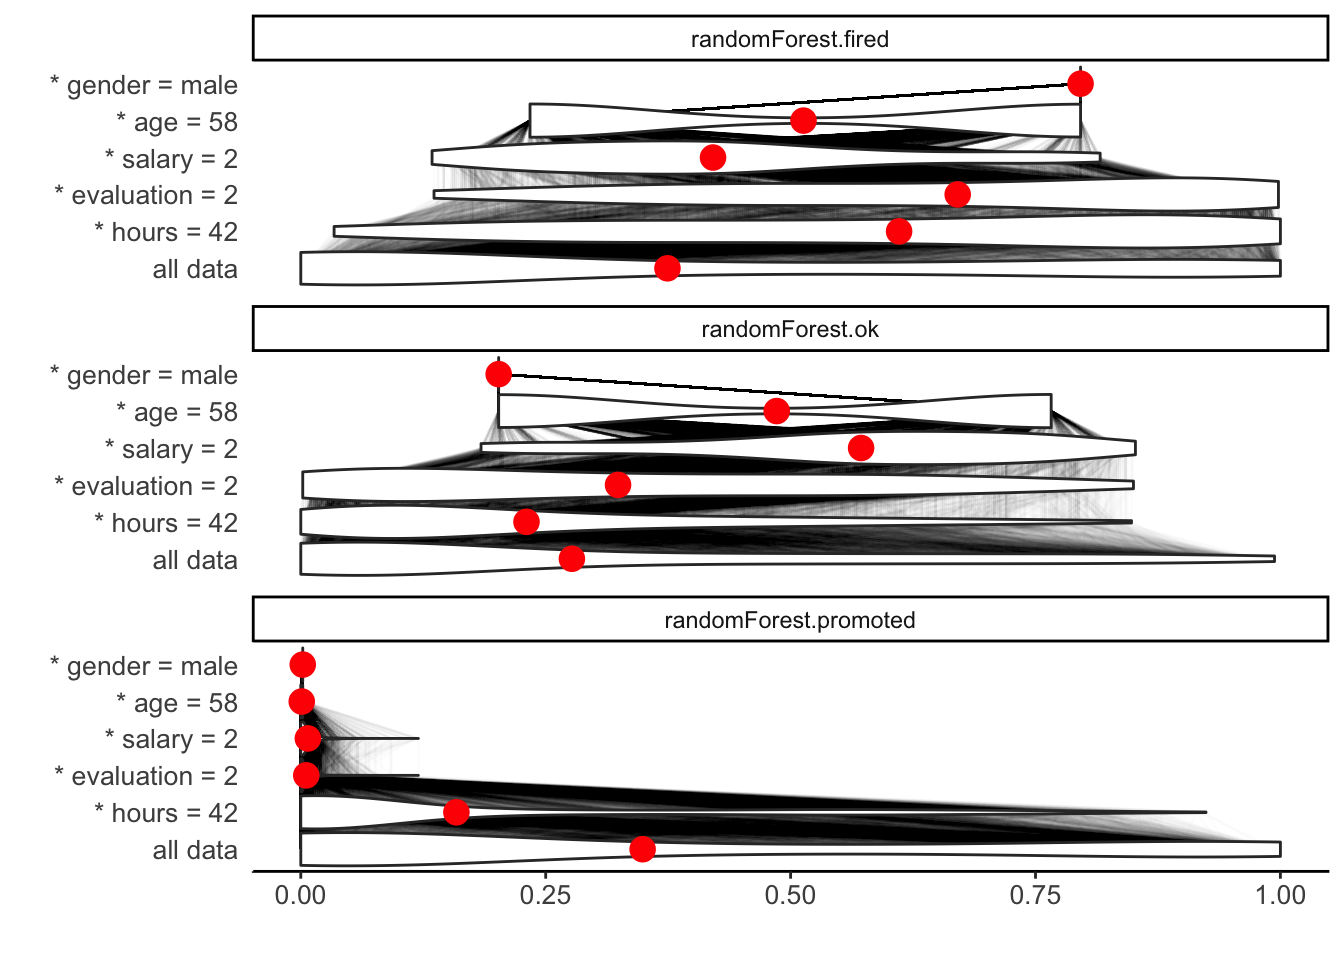 randomForest.fired
* gender = male
* age = 58
* salary = 2
* evaluation = 2
* hours = 42
all data
randomForest.ok
* gender = male
* age = 58
* salary = 2
* evaluation = 2
* hours = 42
all data
randomForest.promoted
* gender = male
* age = 58
* salary = 2
* evaluation = 2
* hours = 42
all data
0.00 0.25 0.50 0.75 1.00